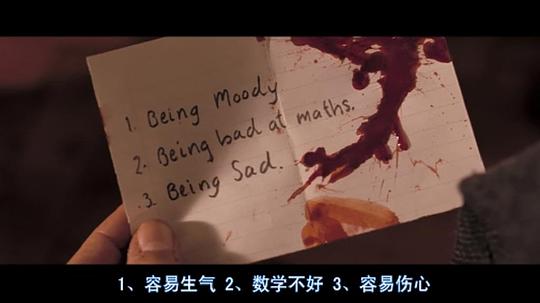 1. Being Moody
2. Being bad at maths.
3. Being Sad.
1、容易生气 2、数学不好 3、容易伤心